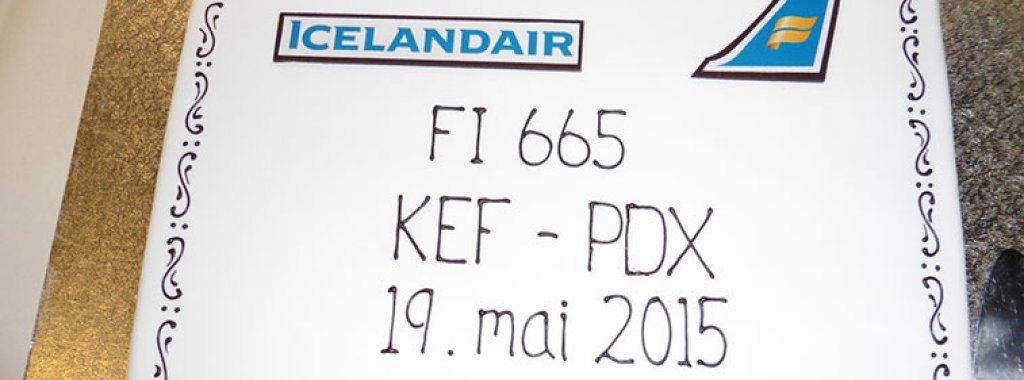 ICELANDAIR
FI 665
KEF - PDX
19. mai 2015